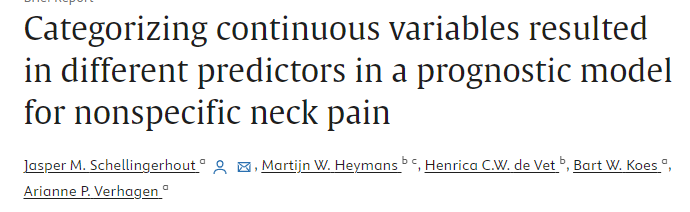 Brief Report
Categorizing continuous variables resulted
in different predictors in a prognostic model
for nonspecific neck pain
Jasper M. Schellingerhout a, Martijn W. Heymans b c, Henrica C.W. de Vet b, Bart W. Koes a,
Arianne P. Verhagen a